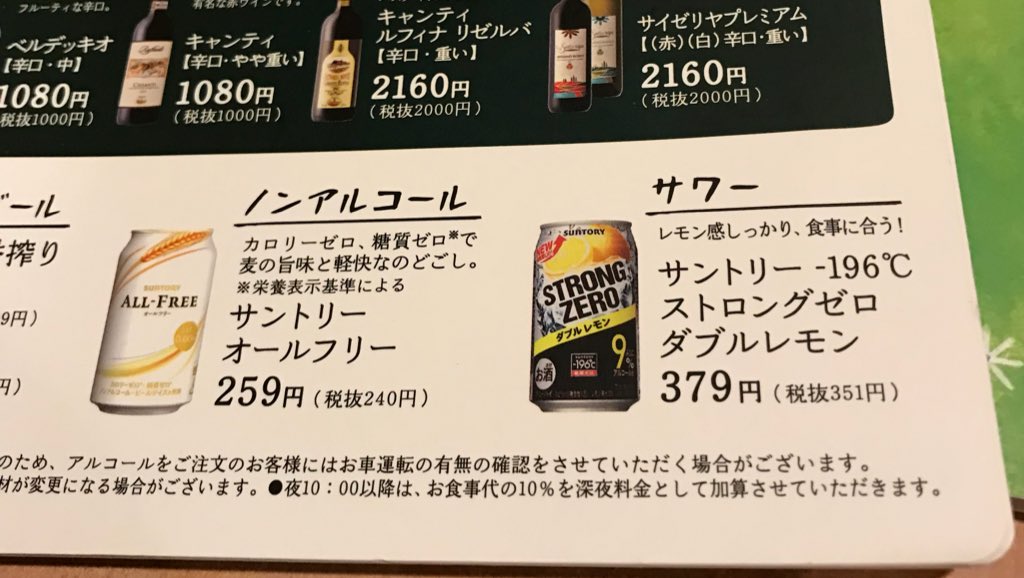 フルーティな辛口。
有名な赤ワインです。
ベルデッキオ
【辛口・中】
1080円
税抜1000円)
キャンティ
【辛口・やや重い】
1080円
(税抜1000円)
キャンティ
ルフィナ リゼルバ
【辛口・重い】
2160円
(税抜2000円)
サイゼリヤプレミアム
【(赤)(白)辛口・重い】
2160円
(税抜2000円)
ール
搾り
9円)
円)
ノンアルコール
カロリーゼロ、糖質ゼロ※で
麦の旨味と軽快なのどごし。
※栄養表示基準による
サントリー
オールフリー
259円(税抜240円)
SUNTORY
ALL-FREE
オールフリー
サワー
レモン感しっかり、食事に合う!
サントリー -196℃
ストロングゼロ
ダブルレモン
379円(税抜351円)
SUNTORY
NEW
STRONG
ZERO
ダブルレモン
-196℃
9%
お酒
アルコール
のため、アルコールをご注文のお客様にはお車運転の有無の確認をさせていただく場合がございます。
材が変更になる場合がございます。●夜10:00以降は、お食事代の10%を深夜料金として加算させていただきます。